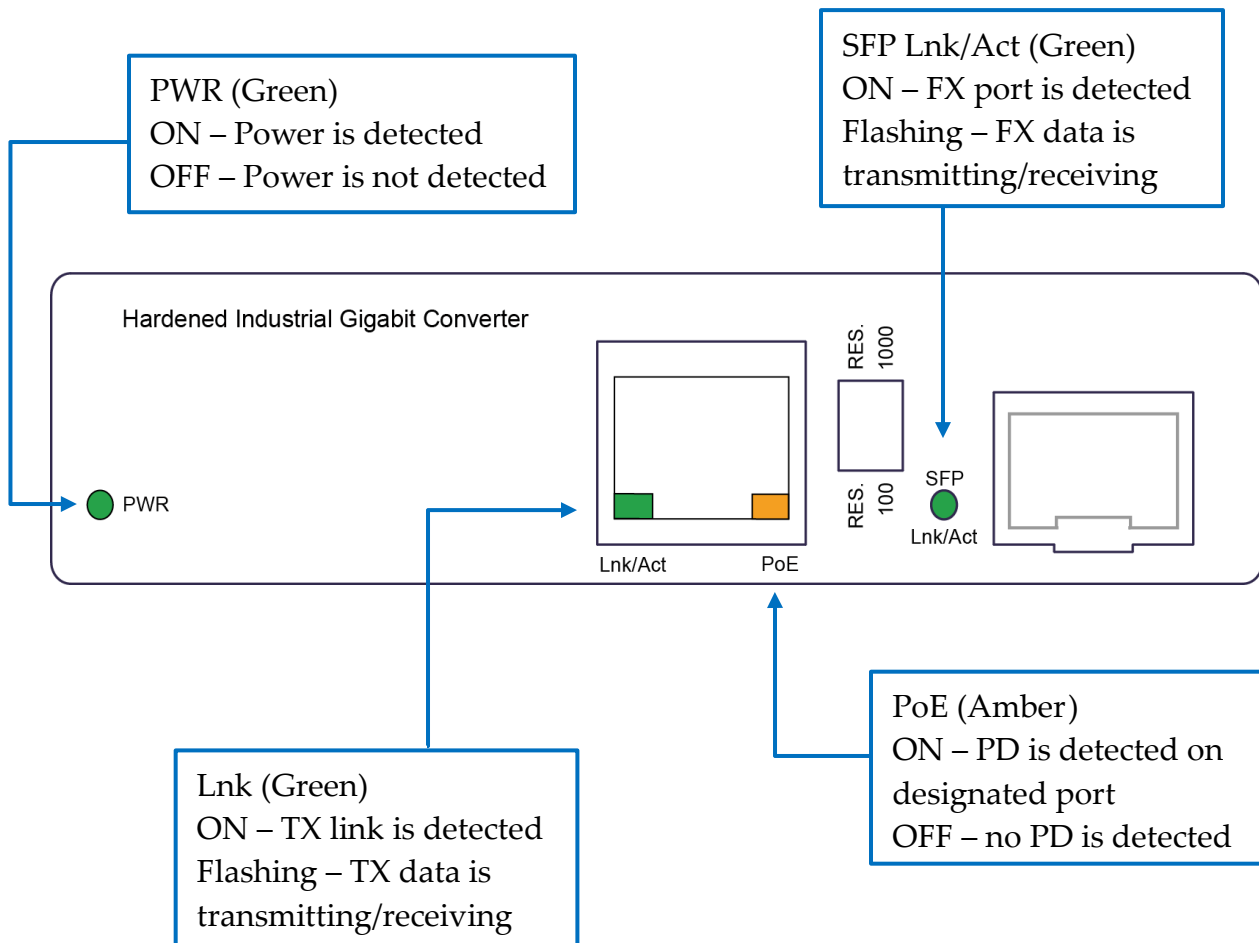 PWR (Green)
ON – Power is detected
OFF – Power is not detected
SFP Lnk/Act (Green)
ON – FX port is detected
Flashing – FX data is
transmitting/receiving
Hardened Industrial Gigabit Converter
RES.
1000
RES.
100
PWR
SFP
Lnk/Act
Lnk/Act
PoE
Lnk (Green)
ON – TX link is detected
Flashing – TX data is
transmitting/receiving
PoE (Amber)
ON – PD is detected on
designated port
OFF – no PD is detected